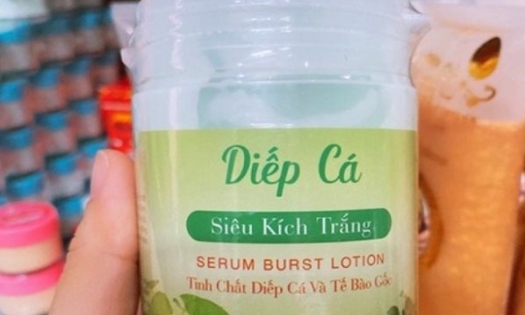 Diếp Cá
Siêu Kích Trắng
SERUM BURST LOTION
Tinh Chất Diếp Cá Và Tế Bào Gốc